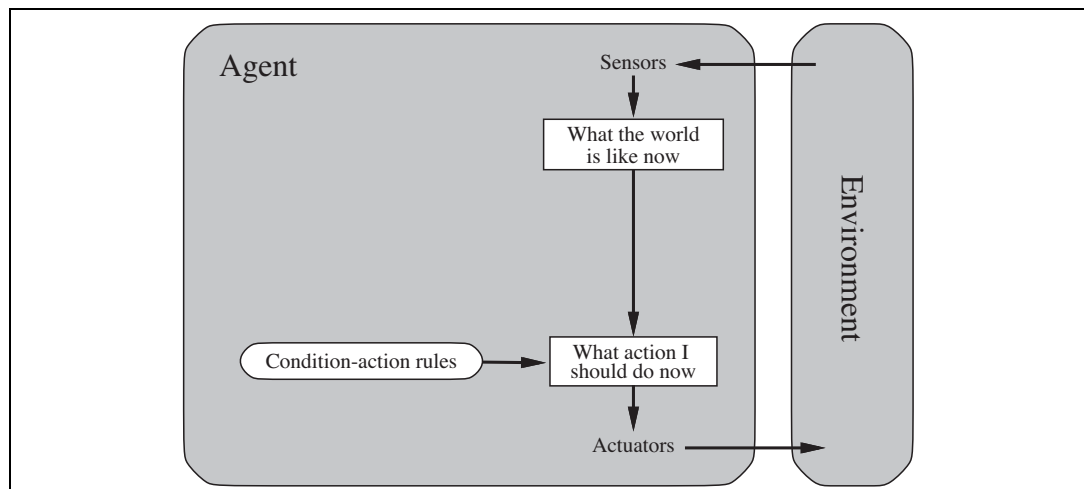 Agent
Sensors
What the world
is like now
Environment
Condition-action rules
What action I
should do now
Actuators